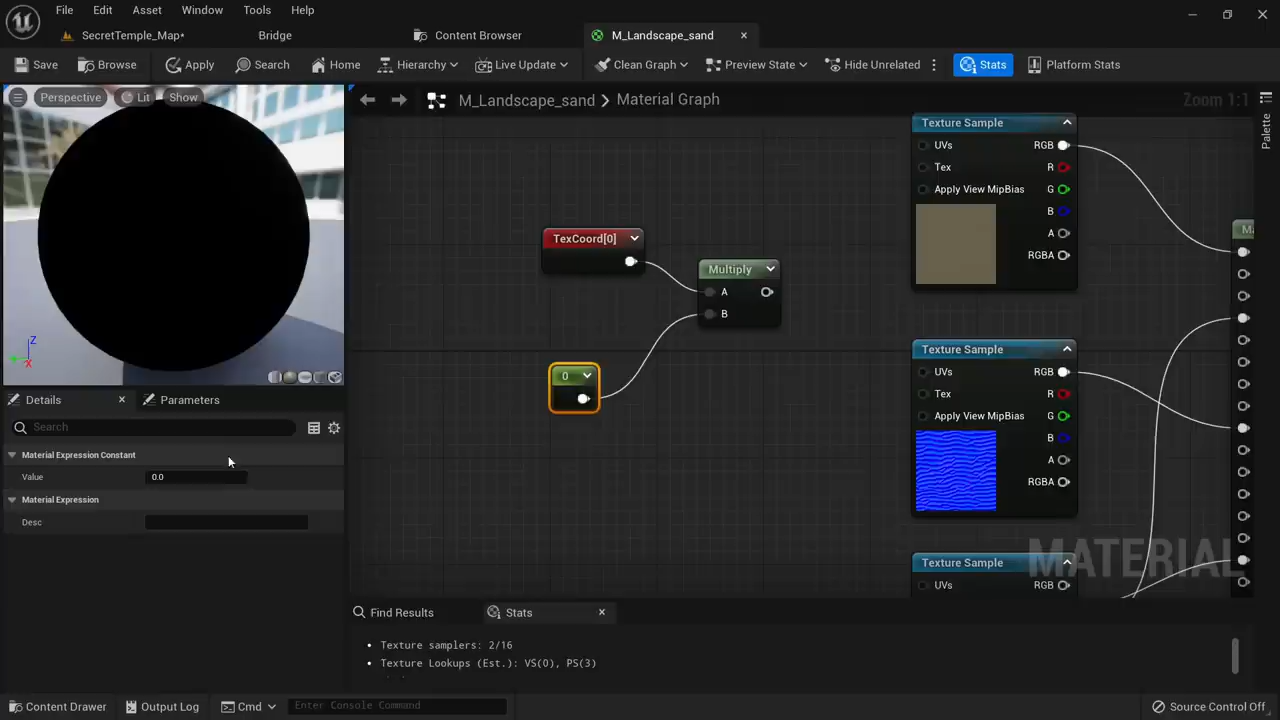 File Edit Asset Window Tools Help
SecretTemple_Map* Bridge Content Browser M_Landscape_sand
Save Browse Apply Search Home Hierarchy Live Update Clean Graph Preview State Hide Unrelated Stats Platform Stats
Perspective Lit Show
M_Landscape_sand > Material Graph Zoom 1:1
Palette
Texture Sample
UVs RGB
Tex R
Apply View MipBias G
B
A
RGBA
TexCoord[0]
Multiply
A
B
0
Texture Sample
UVs RGB
Tex R
Apply View MipBias G
B
A
RGBA
Texture Sample
UVs RGB
MATERIAL
Z
X
Details Parameters
Search
Material Expression Constant
Value 0.0
Material Expression
Desc
Find Results Stats
• Texture samplers: 2/16
• Texture Lookups (Est.): VS(0), PS(3)
Content Drawer Output Log Cmd Enter Console Command Source Control Off